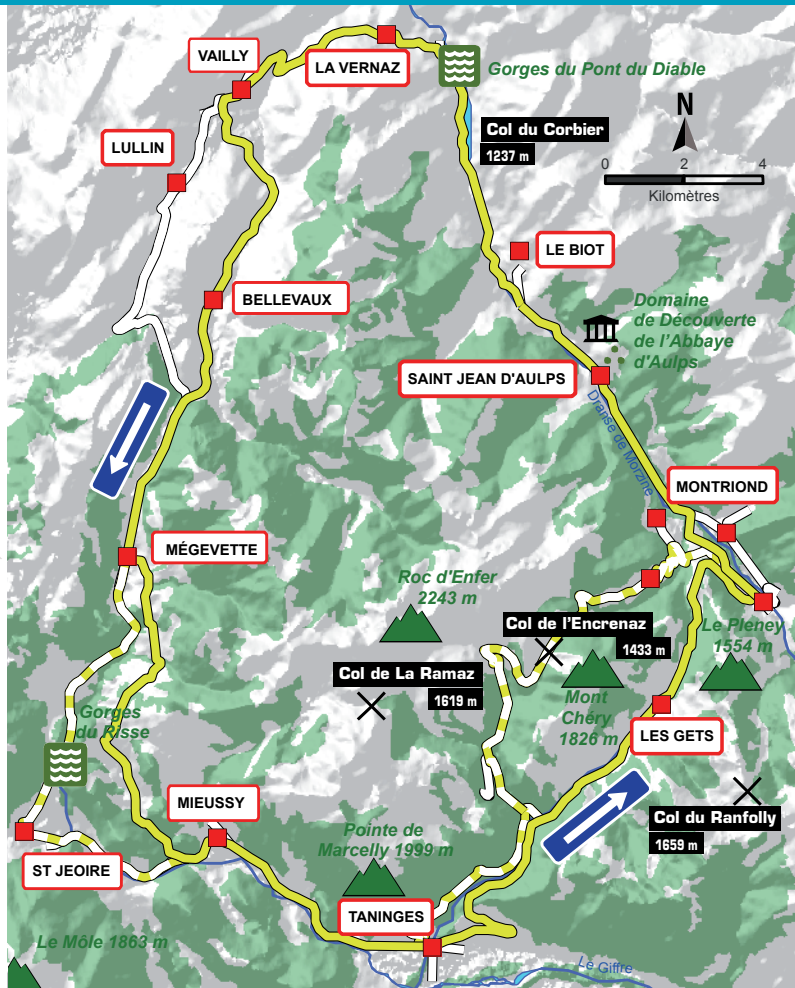 VAILLY
LA VERNAZ
Gorges du Pont du Diable
N
Col du Corbier
1237 m
0 2 4
Kilomètres
LULLIN
LE BIOT
BELLEVAUX
Domaine
de Découverte
de l'Abbaye
d'Aulps
SAINT JEAN D'AULPS
Dranse de Morzine
MONTRIOND
MÉGEVETTE
Roc d'Enfer
2243 m
Col de l'Encrenaz
1433 m
Le Pleney
1554 m
Col de La Ramaz
1619 m
Mont
Chéry
1826 m
Gorges
du Risse
LES GETS
MIEUSSY
Col du Ranfolly
1659 m
Pointe de
Marcelly 1999 m
ST JEOIRE
TANINGES
Le Môle 1863 m
Le Giffre